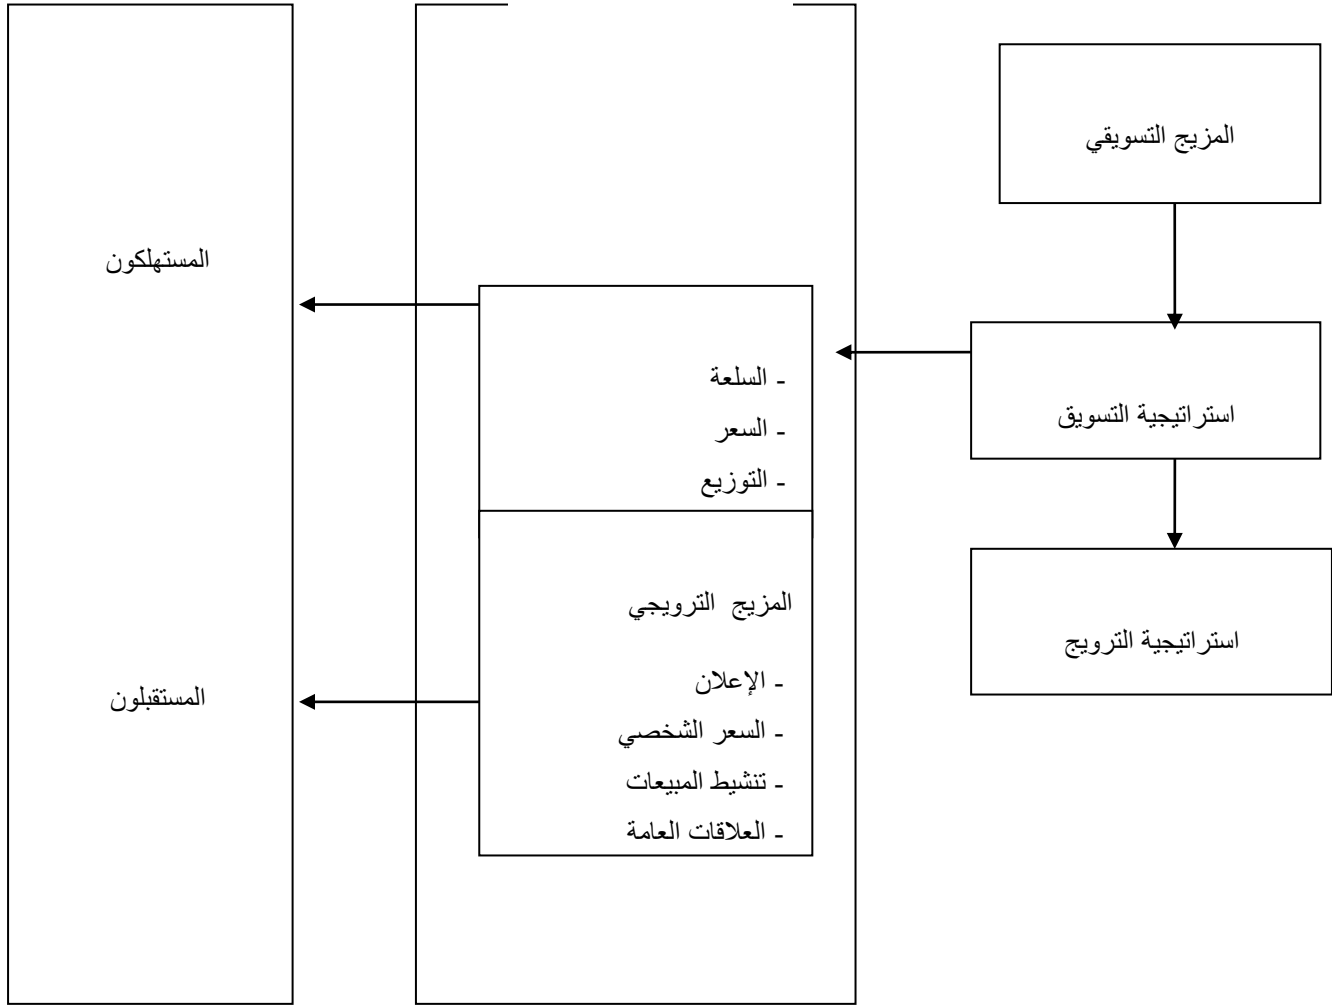 المزيج التسويقي
استراتيجية التسويق
استراتيجية الترويج
- السلعة
- السعر
- التوزيع
المزيج الترويجي
- الإعلان
- السعر الشخصي
- تنشيط المبيعات
- العلاقات العامة
المستهلكون
المستقبلون